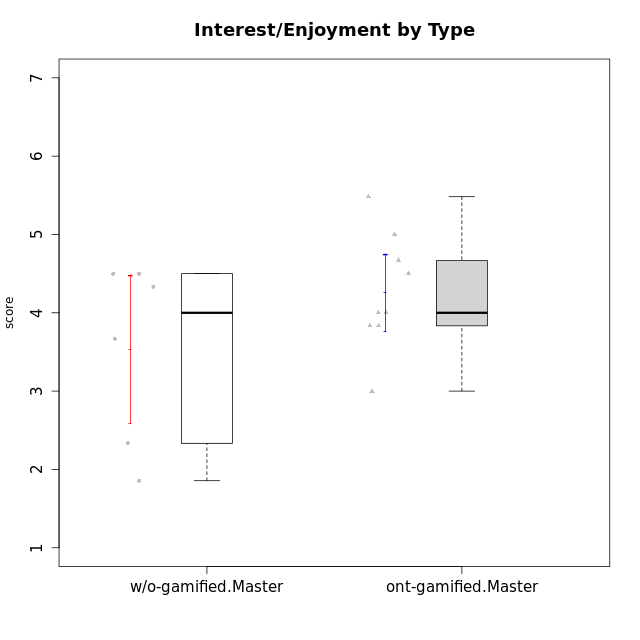 Interest/Enjoyment by Type
score
7
6
5
4
3
2
1
w/o-gamified.Master
ont-gamified.Master